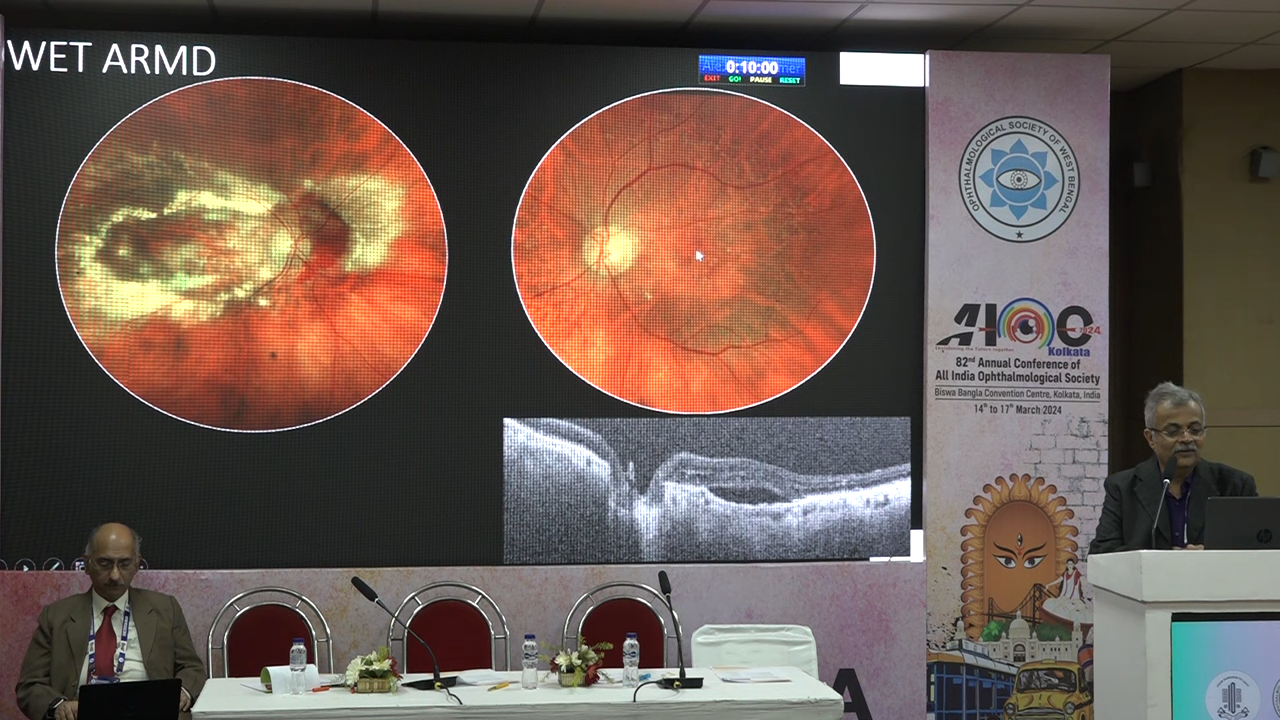 WET ARMD
0:10:00
EXIT GO! PAUSE RESET
OPHTHALMOLOGICAL SOCIETY OF WEST BENGAL
AIOC 2024
Kolkata
82nd Annual Conference of
All India Ophthalmological Society
Biswa Bangla Convention Centre, Kolkata, India
14th to 17th March 2024
hp
A